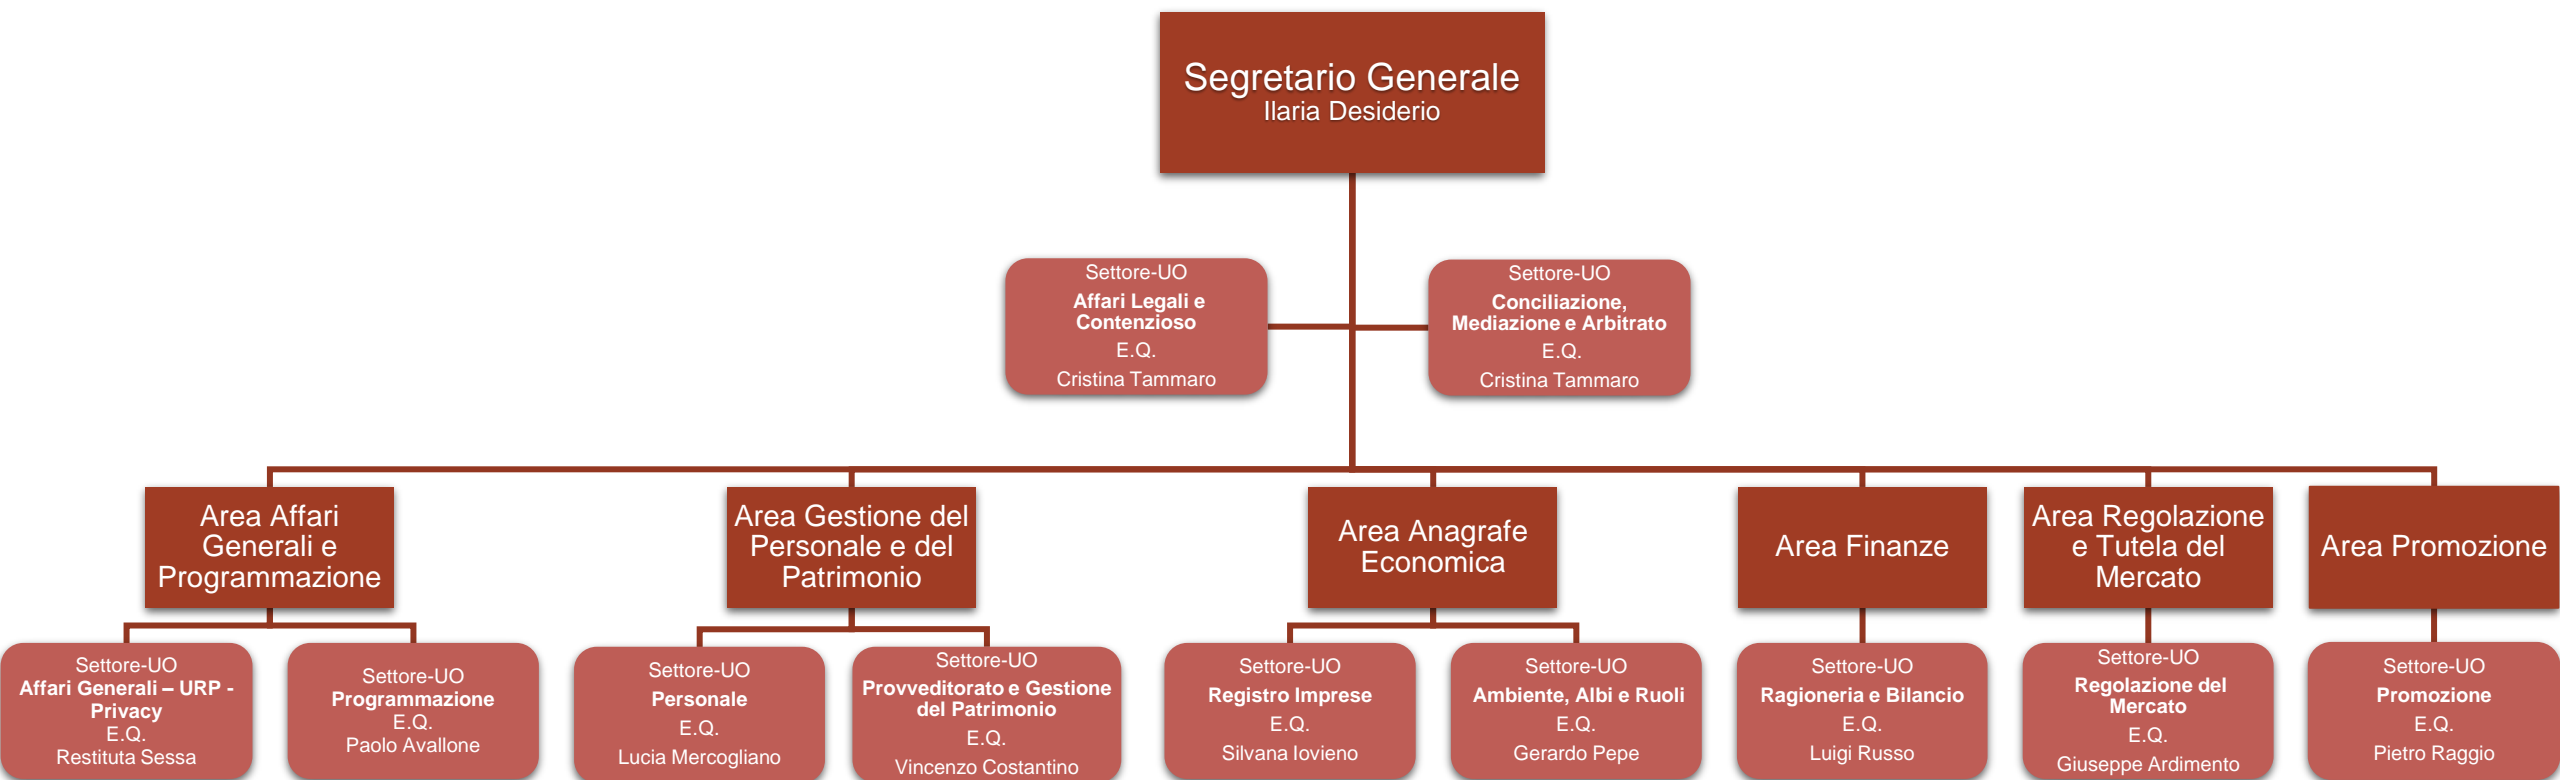 Segretario Generale
Ilaria Desiderio
Settore-UO
Affari Legali e
Contenzioso
E.Q.
Cristina Tammaro
Settore-UO
Conciliazione,
Mediazione e Arbitrato
E.Q.
Cristina Tammaro
Area Affari
Generali e
Programmazione
Area Gestione del
Personale e del
Patrimonio
Area Anagrafe
Economica
Area Finanze
Area Regolazione
e Tutela del
Mercato
Area Promozione
Settore-UO
Affari Generali – URP -
Privacy
E.Q.
Restituta Sessa
Settore-UO
Programmazione
E.Q.
Paolo Avallone
Settore-UO
Personale
E.Q.
Lucia Mercogliano
Settore-UO
Provveditorato e Gestione
del Patrimonio
E.Q.
Vincenzo Costantino
Settore-UO
Registro Imprese
E.Q.
Silvana Iovieno
Settore-UO
Ambiente, Albi e Ruoli
E.Q.
Gerardo Pepe
Settore-UO
Ragioneria e Bilancio
E.Q.
Luigi Russo
Settore-UO
Regolazione del
Mercato
E.Q.
Giuseppe Ardimento
Settore-UO
Promozione
E.Q.
Pietro Raggio